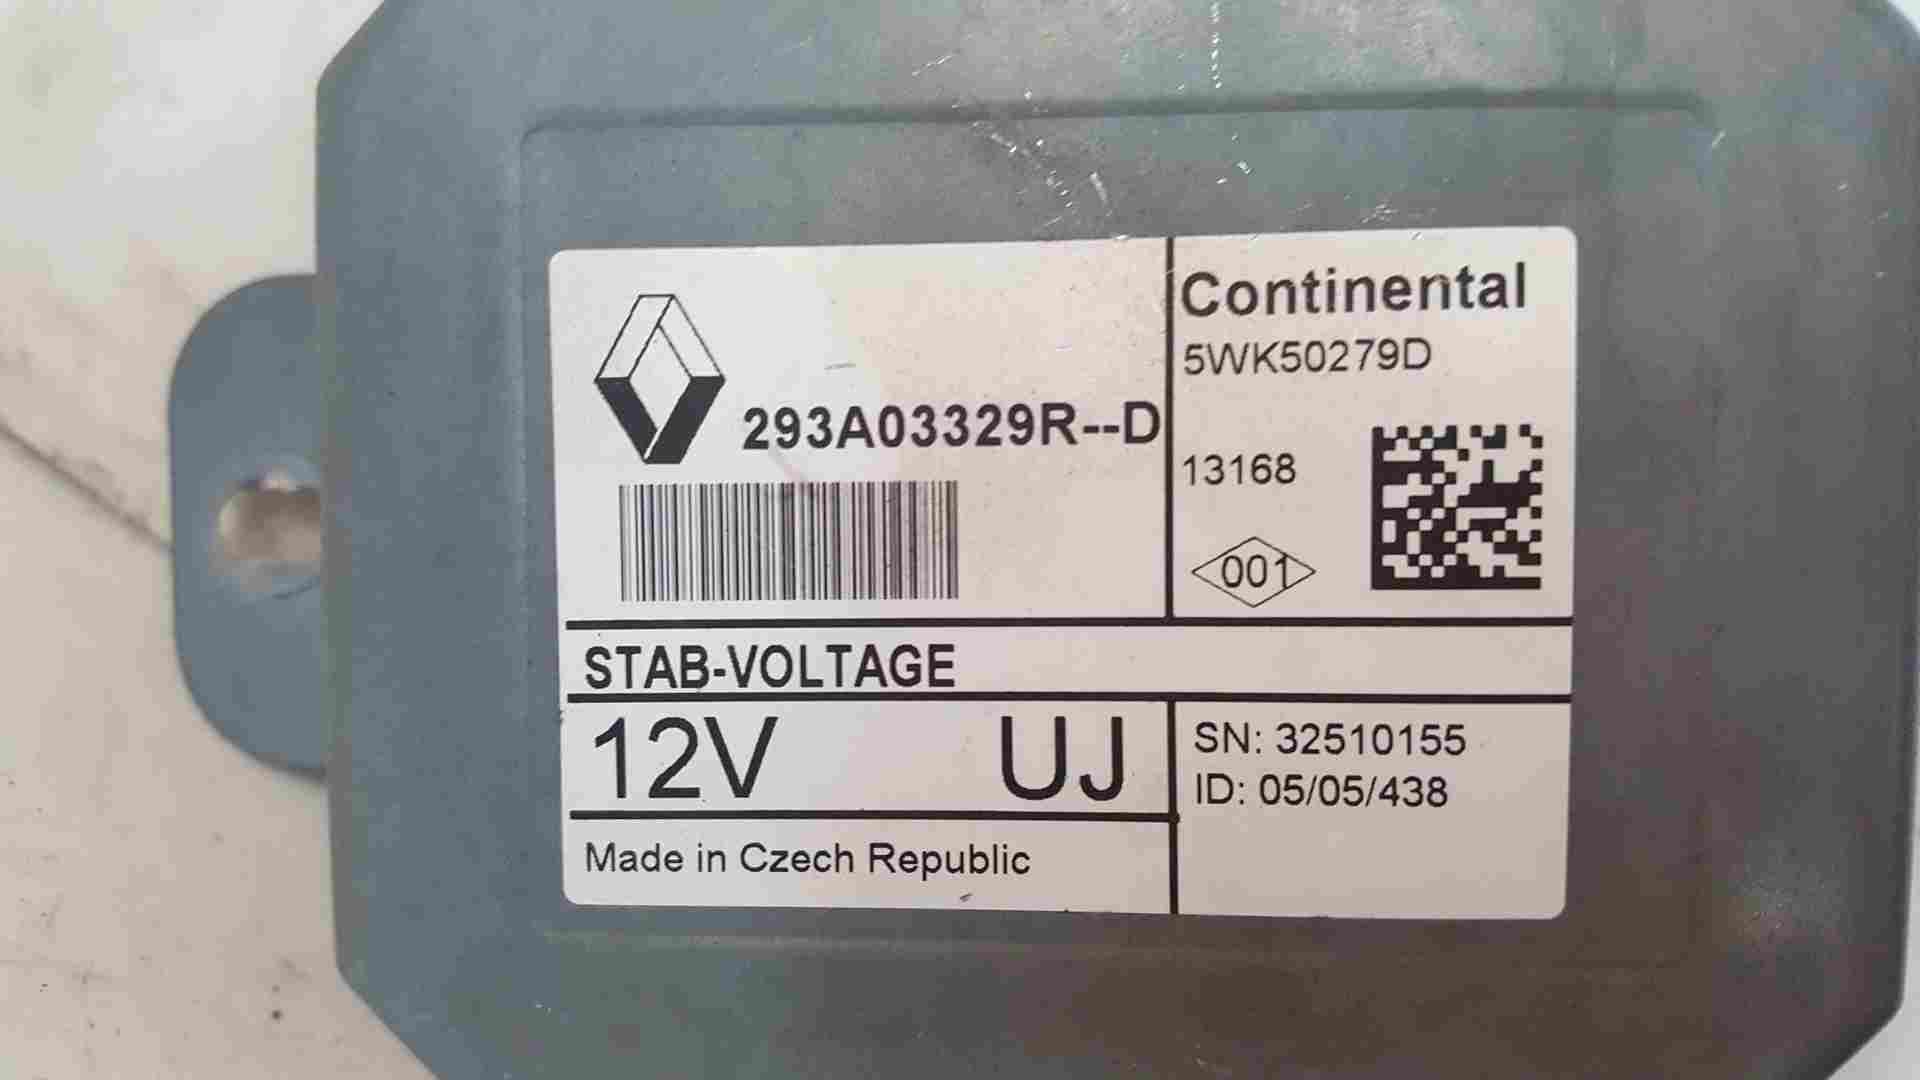 293A03329R--D
Continental
5WK50279D
13168
001
STAB-VOLTAGE
12V UJ
SN: 32510155
ID: 05/05/438
Made in Czech Republic